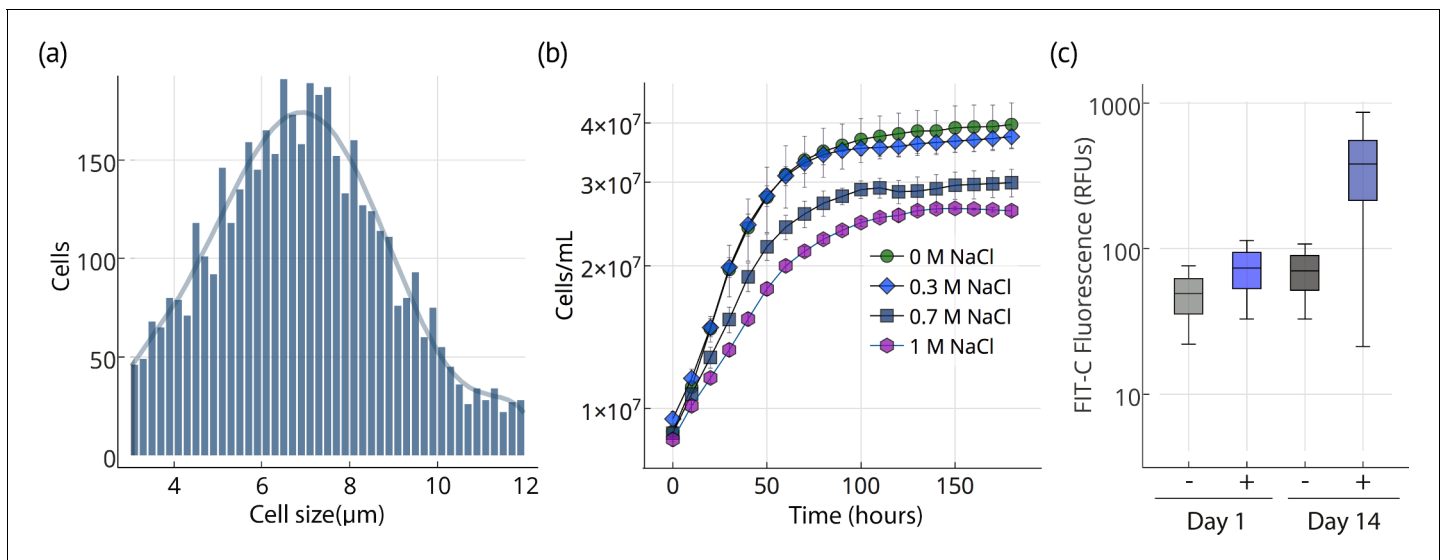 (a)
150
100
50
0
Cells
4 6 8 10 12
Cell size(μm)
(b)
4×10⁷
3×10⁷
2×10⁷
1×10⁷
Cells/mL
0 M NaCl
0.3 M NaCl
0.7 M NaCl
1 M NaCl
0 50 100 150
Time (hours)
(c)
1000
100
10
FIT-C Fluorescence (RFUs)
- + - +
Day 1 Day 14